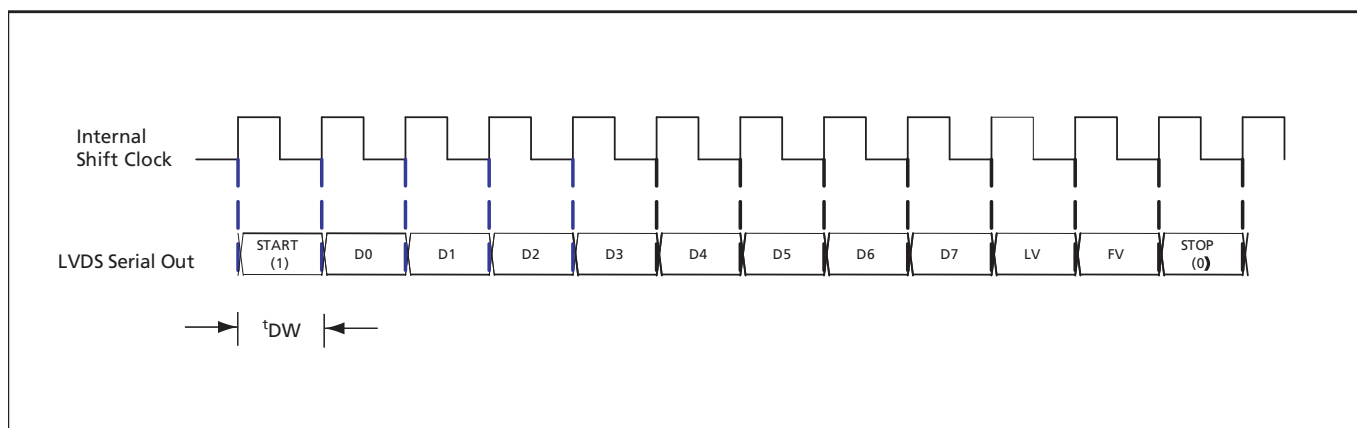 Internal
Shift Clock
LVDS Serial Out
START
(1)
D0
D1
D2
D3
D4
D5
D6
D7
LV
FV
STOP
(0)
tDW